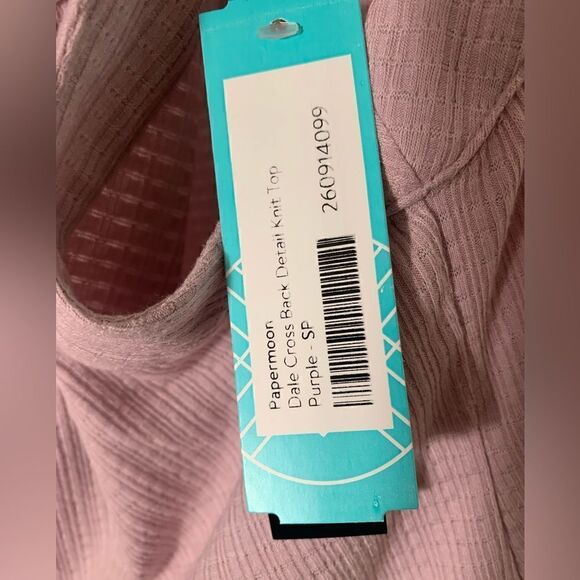 Papermoon
Dale Cross Back Detail Knit Top
Purple - SP
260914099